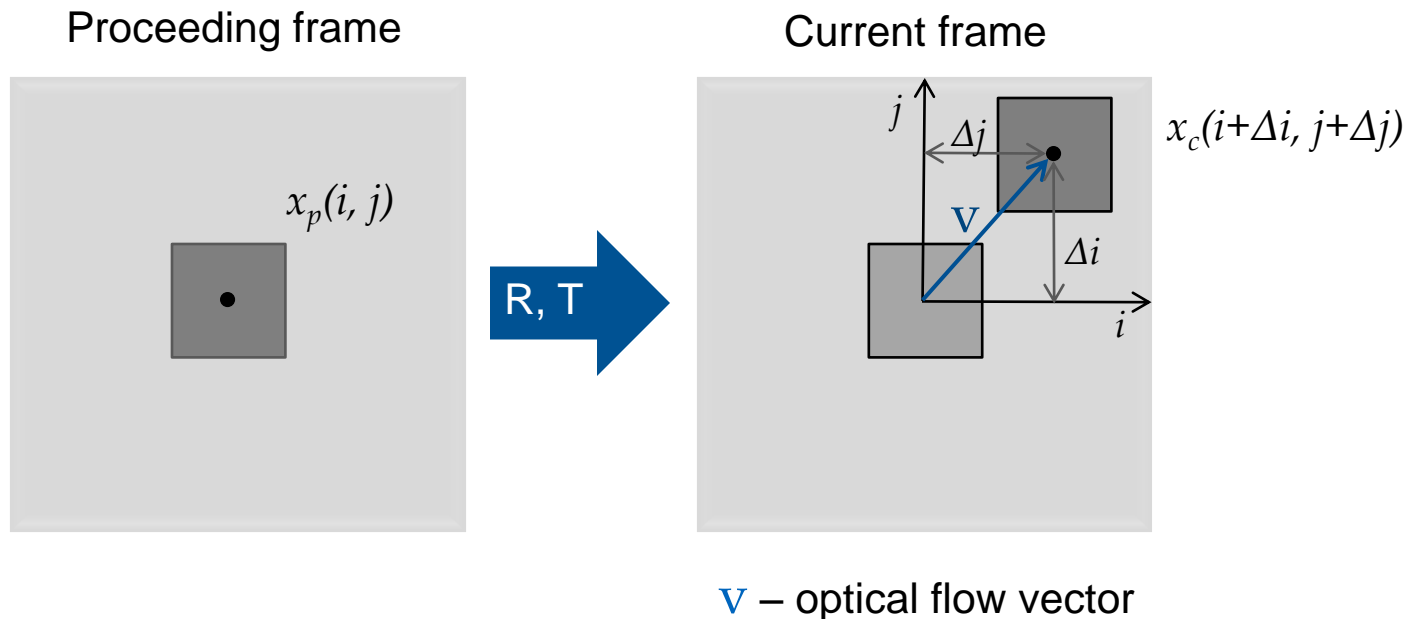 Proceeding frame
Current frame
j
Δj
x_c(i+Δi, j+Δj)
x_p(i, j)
v
Δi
R, T
i
v – optical flow vector